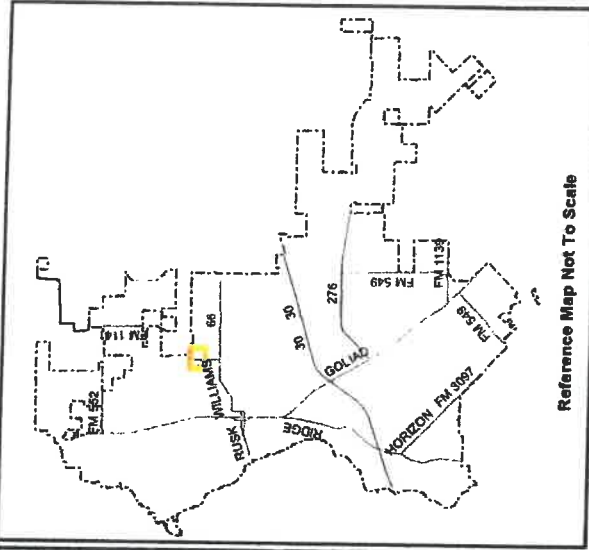 FM 552
FM 1141
66
WILLIAMS
RUSK
30
30
276
GOLIAD
RIDGE
FM 549
FM 1139
FM 549
HORIZON FM 3097
Reference Map Not To Scale